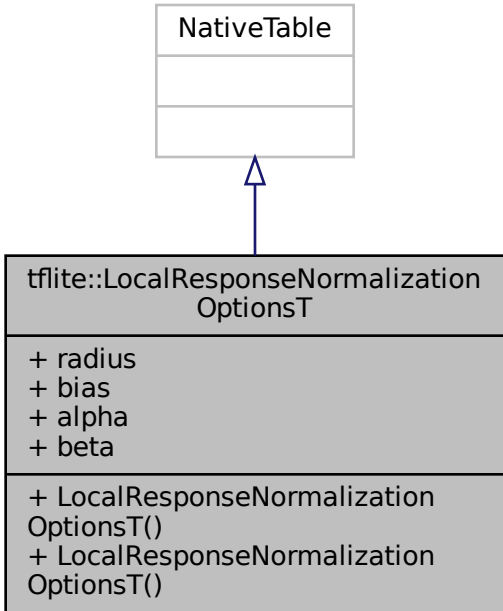 NativeTable
tflite::LocalResponseNormalization
OptionsT
+ radius
+ bias
+ alpha
+ beta
+ LocalResponseNormalization
OptionsT()
+ LocalResponseNormalization
OptionsT()